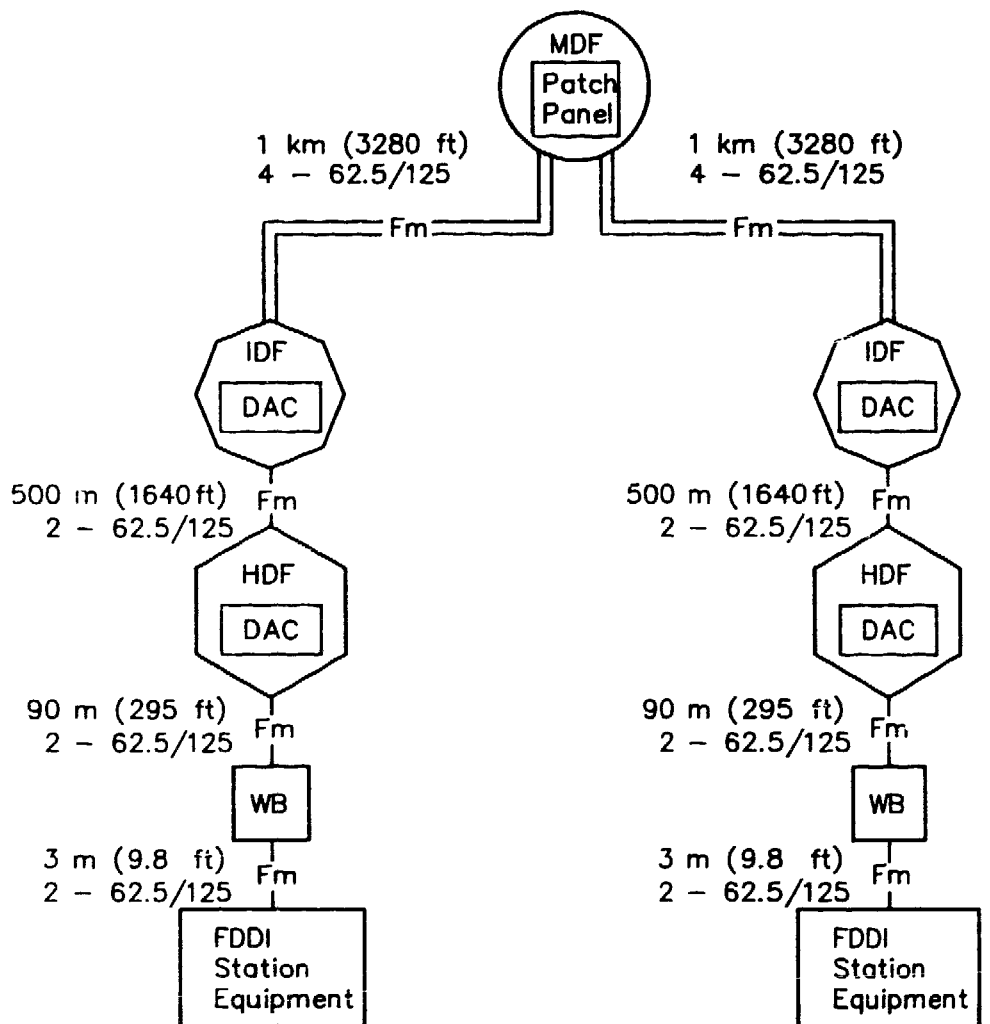 MDF
Patch
Panel
1 km (3280 ft)
4 – 62.5/125
1 km (3280 ft)
4 – 62.5/125
Fm
Fm
IDF
DAC
IDF
DAC
500 m (1640 ft)
2 – 62.5/125
Fm
500 m (1640 ft)
2 – 62.5/125
Fm
HDF
DAC
HDF
DAC
90 m (295 ft)
2 – 62.5/125
Fm
90 m (295 ft)
2 – 62.5/125
Fm
WB
WB
3 m (9.8 ft)
2 – 62.5/125
Fm
3 m (9.8 ft)
2 – 62.5/125
Fm
FDDI
Station
Equipment
FDDI
Station
Equipment